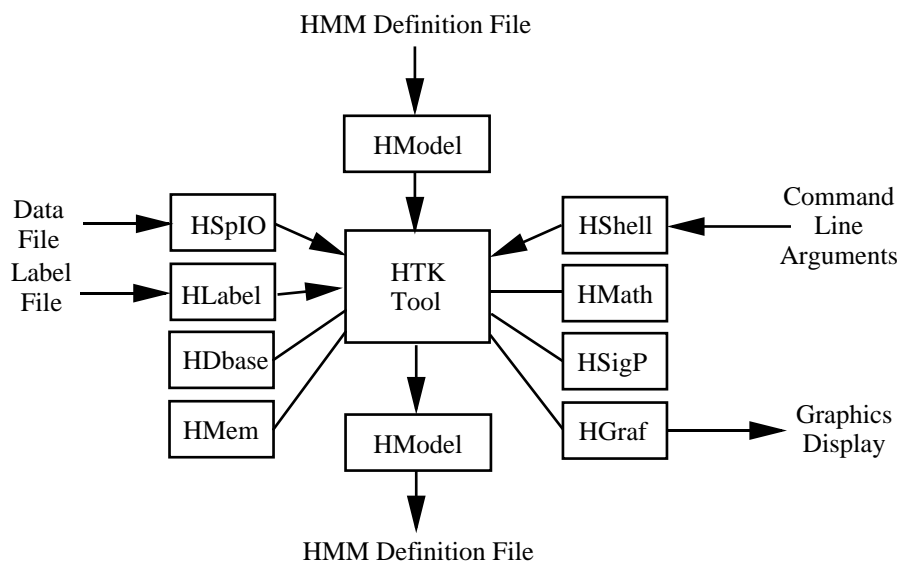 HMM Definition File
HModel
Data
File
HSpIO
HShell
Command
Line
Arguments
Label
File
HLabel
HTK
Tool
HMath
HDbase
HSigP
HMem
HModel
HGraf
Graphics
Display
HMM Definition File